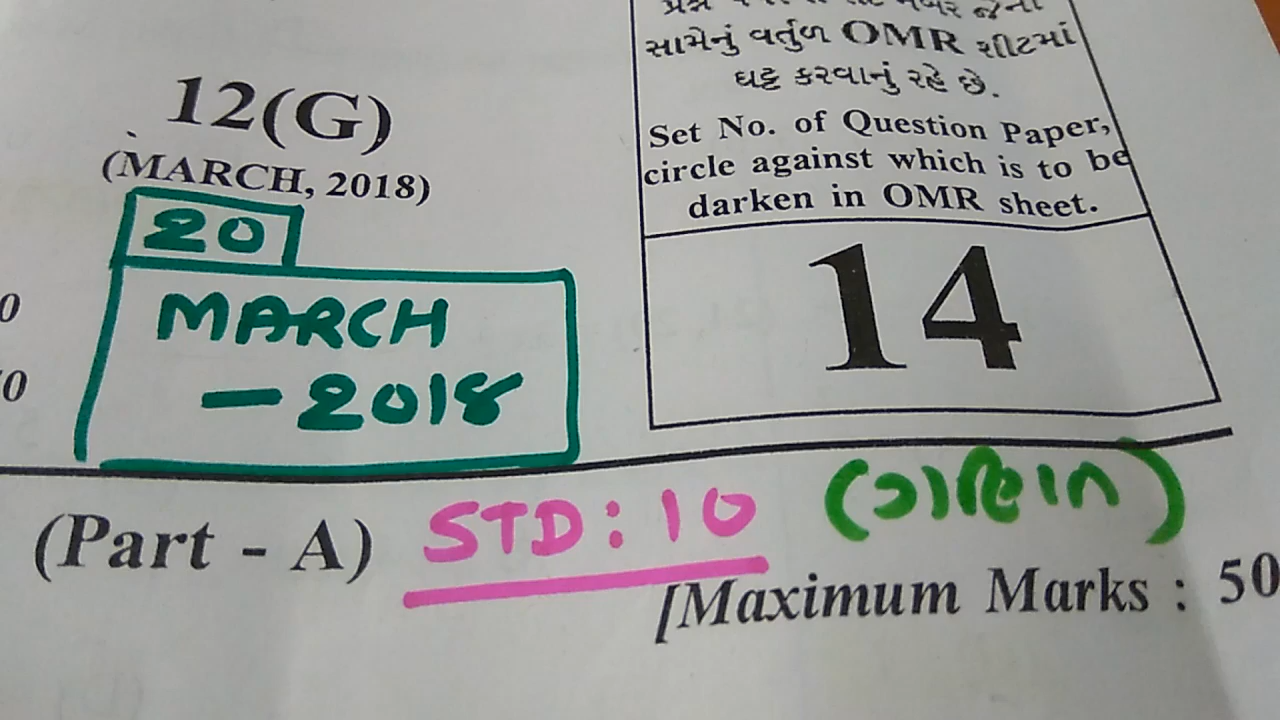 12(G)
(MARCH, 2018)
20
MARCH
- 2018
0
0
જેના
સામેનું વર્તુળ OMR શીટમાં
ઘટ્ટ કરવાનું રહે છે.
Set No. of Question Paper,
circle against which is to be
darken in OMR sheet.
14
(Part - A) STD : 10 (ગણિત)
[Maximum Marks : 50